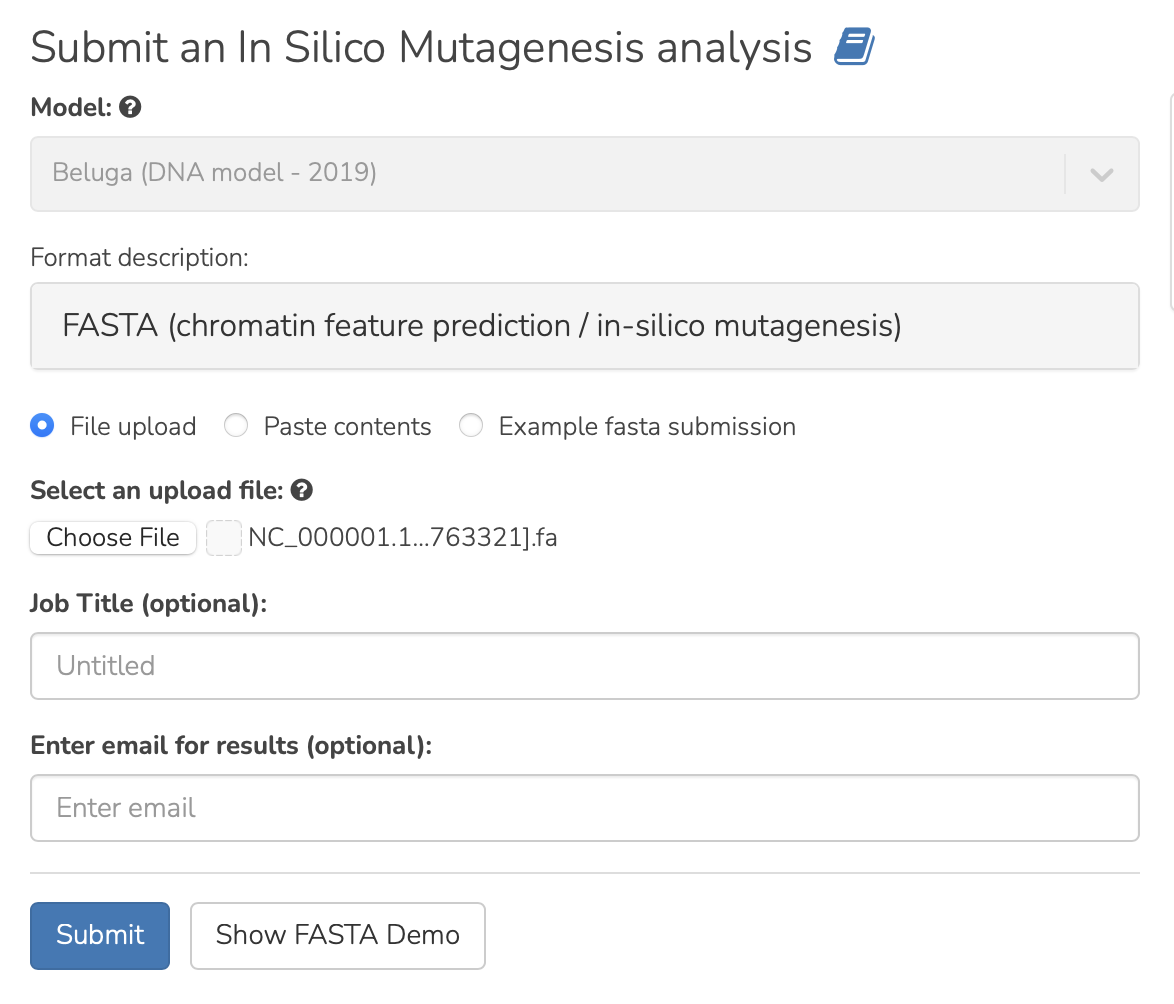 Submit an In Silico Mutagenesis analysis
Model: ?
Beluga (DNA model - 2019)
Format description:
FASTA (chromatin feature prediction / in-silico mutagenesis)
File upload Paste contents Example fasta submission
Select an upload file: ?
Choose File NC_000001.1...763321].fa
Job Title (optional):
Untitled
Enter email for results (optional):
Enter email
Submit Show FASTA Demo